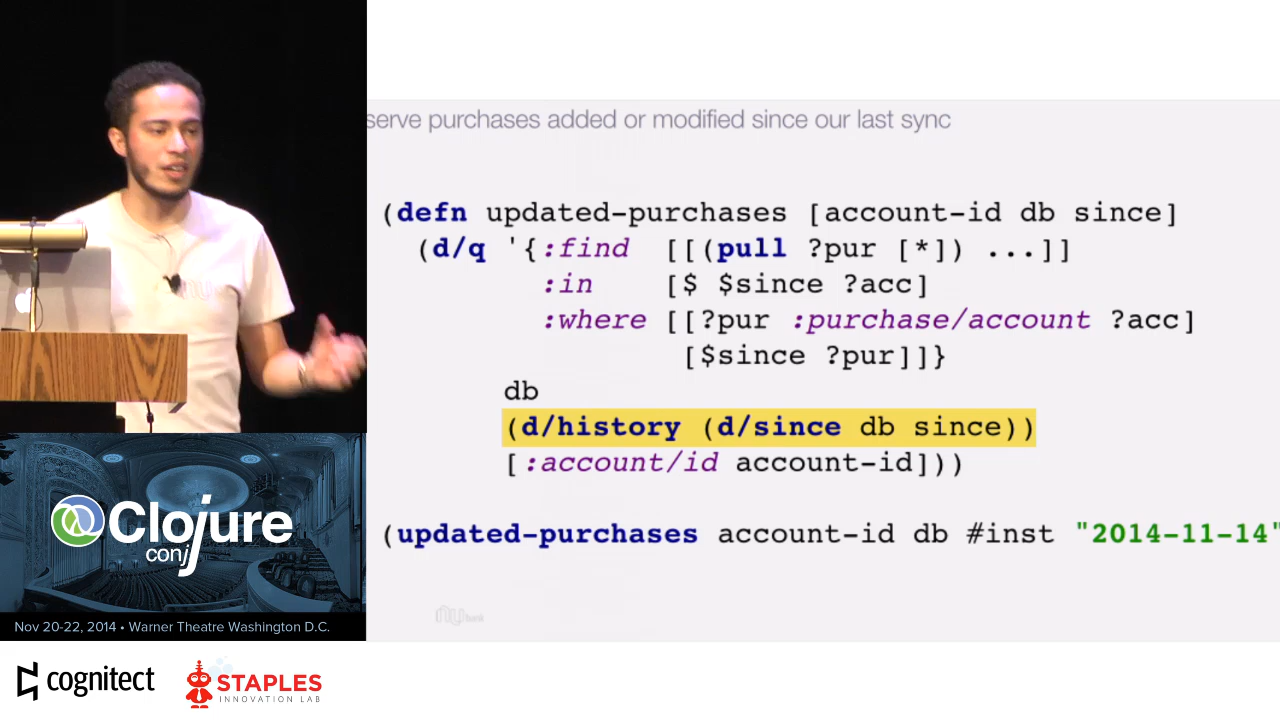 serve purchases added or modified since our last sync
(defn updated-purchases [account-id db since]
(d/q '{:find [[(pull ?pur [*]) ...]]
:in [$ $since ?acc]
:where [[?pur :purchase/account ?acc]
[$since ?pur]]}
db
(d/history (d/since db since))
[:account/id account-id]))
(updated-purchases account-id db #inst "2014-11-14"
nu bank
Clojure
conj
Nov 20-22, 2014 • Warner Theatre Washington D.C.
cognitect
STAPLES
INNOVATION LAB